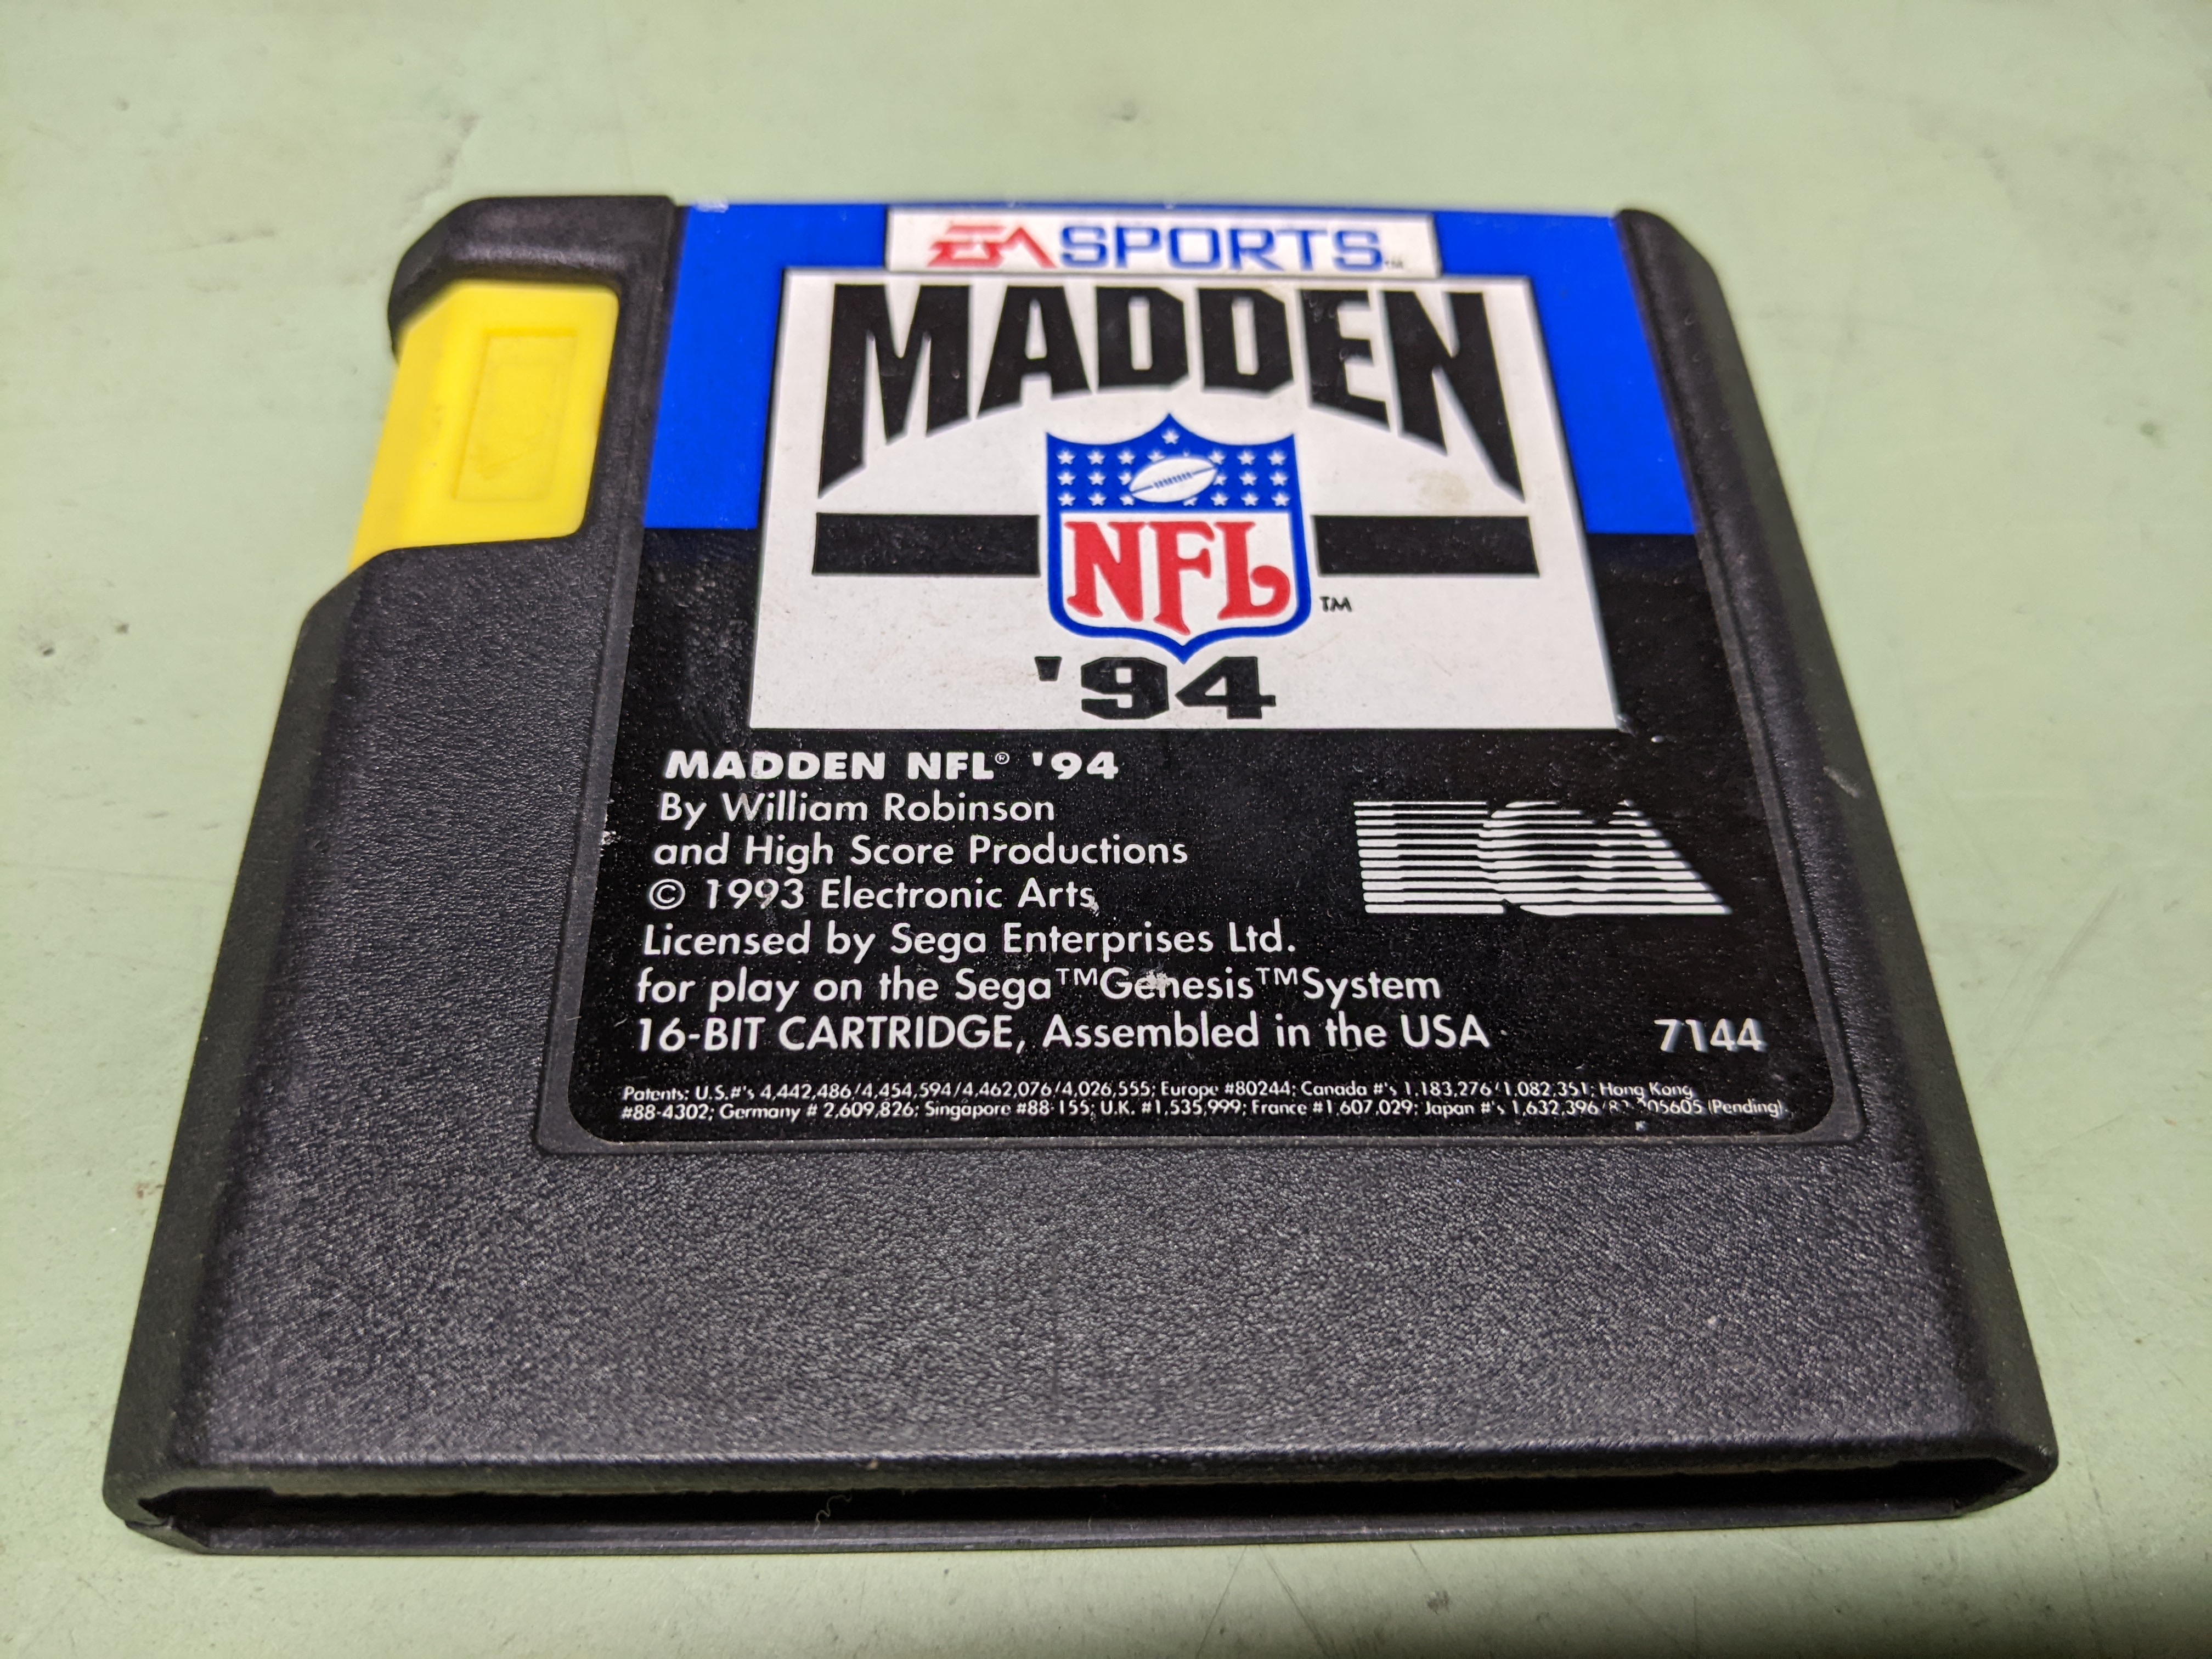 EA SPORTS™
MADDEN
NFL ™
'94
MADDEN NFL® '94
By William Robinson
and High Score Productions
© 1993 Electronic Arts
Licensed by Sega Enterprises Ltd.
for play on the Sega™Genesis™System
16-BIT CARTRIDGE, Assembled in the USA
EA
7144
Patents: U.S.#'s 4,442,486/4,454,594/4,462,076/4,026,555; Europe #80244; Canada #'s 1,183,276/1,082,351; Hong Kong
#88-4302; Germany # 2,609,826; Singapore #88-155; U.K. #1,535,999; France #1,607,029; Japan #'s 1,632,396/ (Pending)